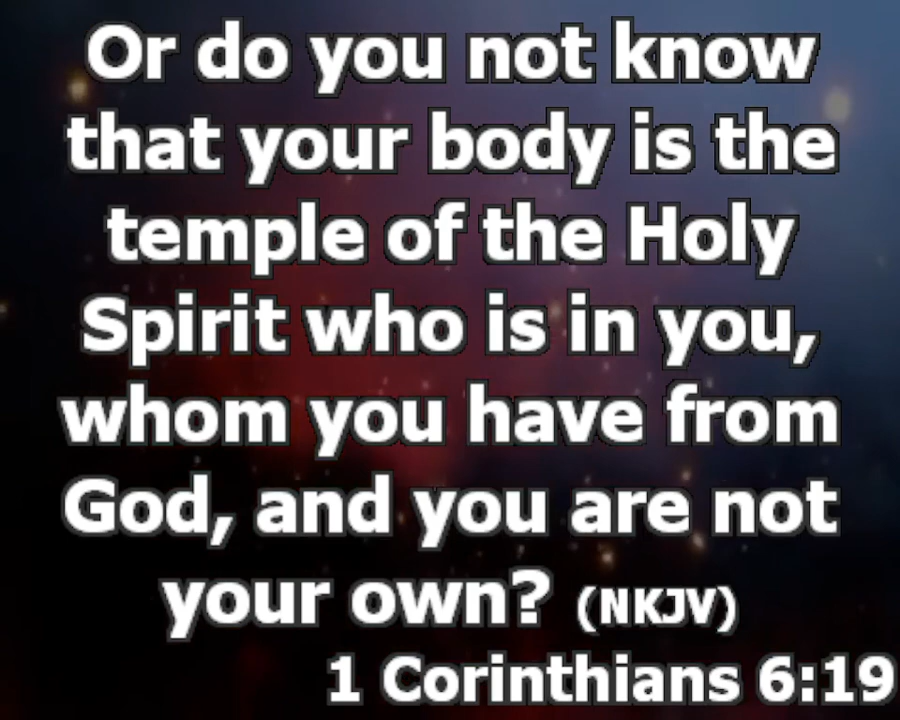 Or do you not know
that your body is the
temple of the Holy
Spirit who is in you,
whom you have from
God, and you are not
your own? (NKJV)
1 Corinthians 6:19